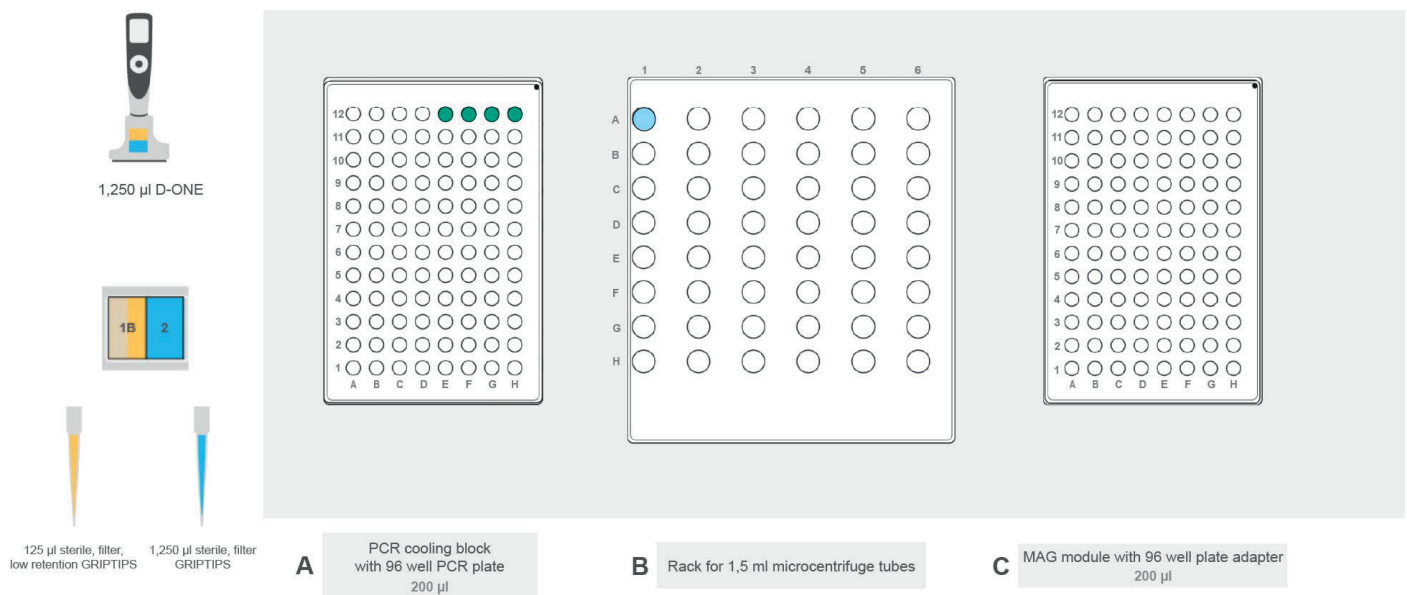 1,250 µl D-ONE
1B 2
125 µl sterile, filter,
low retention GRIPTIPS
1,250 µl sterile, filter
GRIPTIPS
12
11
10
9
8
7
6
5
4
3
2
1
A B C D E F G H
1 2 3 4 5 6
A
B
C
D
E
F
G
H
12
11
10
9
8
7
6
5
4
3
2
1
A B C D E F G H
A
PCR cooling block
with 96 well PCR plate
200 µl
B
Rack for 1,5 ml microcentrifuge tubes
C
MAG module with 96 well plate adapter
200 µl